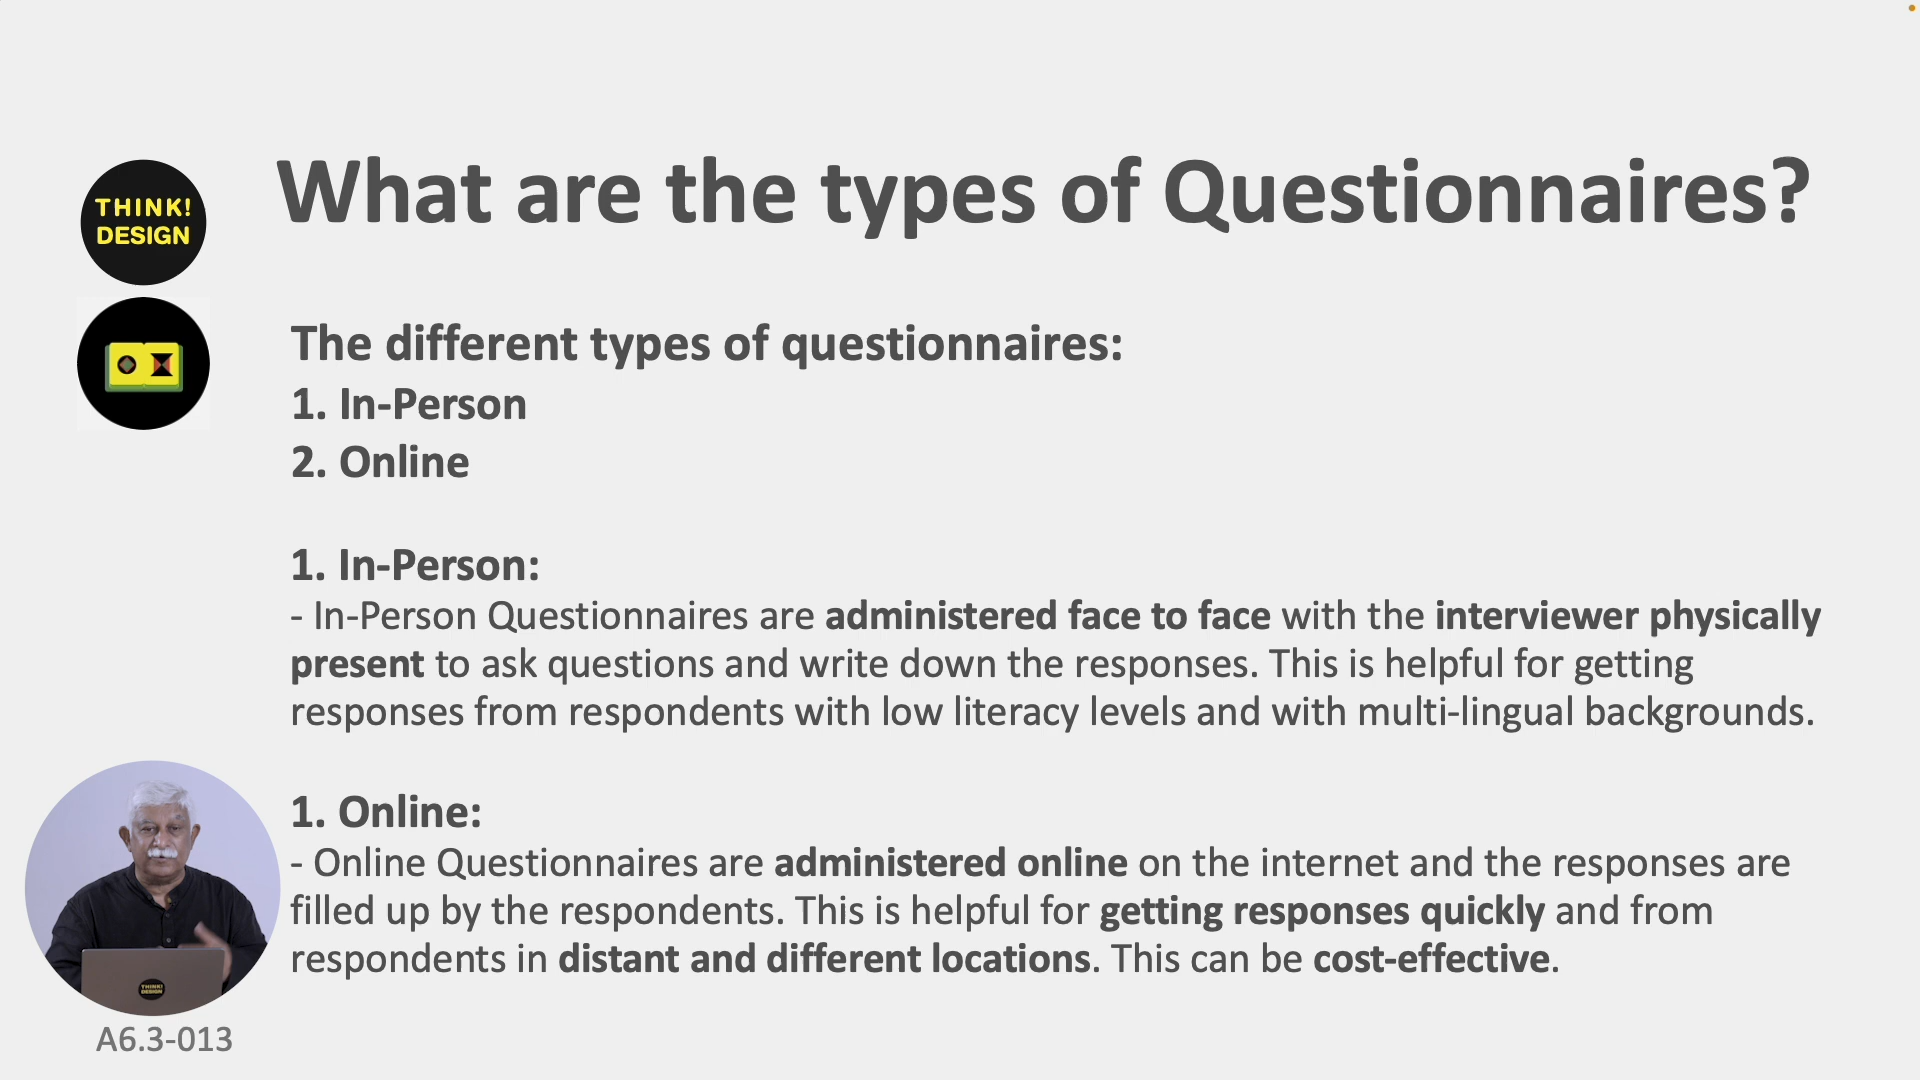 What are the types of Questionnaires?
THINK!
DESIGN
The different types of questionnaires:
1. In-Person
2. Online
1. In-Person:
- In-Person Questionnaires are administered face to face with the interviewer physically
present to ask questions and write down the responses. This is helpful for getting
responses from respondents with low literacy levels and with multi-lingual backgrounds.
1. Online:
- Online Questionnaires are administered online on the internet and the responses are
filled up by the respondents. This is helpful for getting responses quickly and from
respondents in distant and different locations. This can be cost-effective.
THINK!
DESIGN
A6.3-013